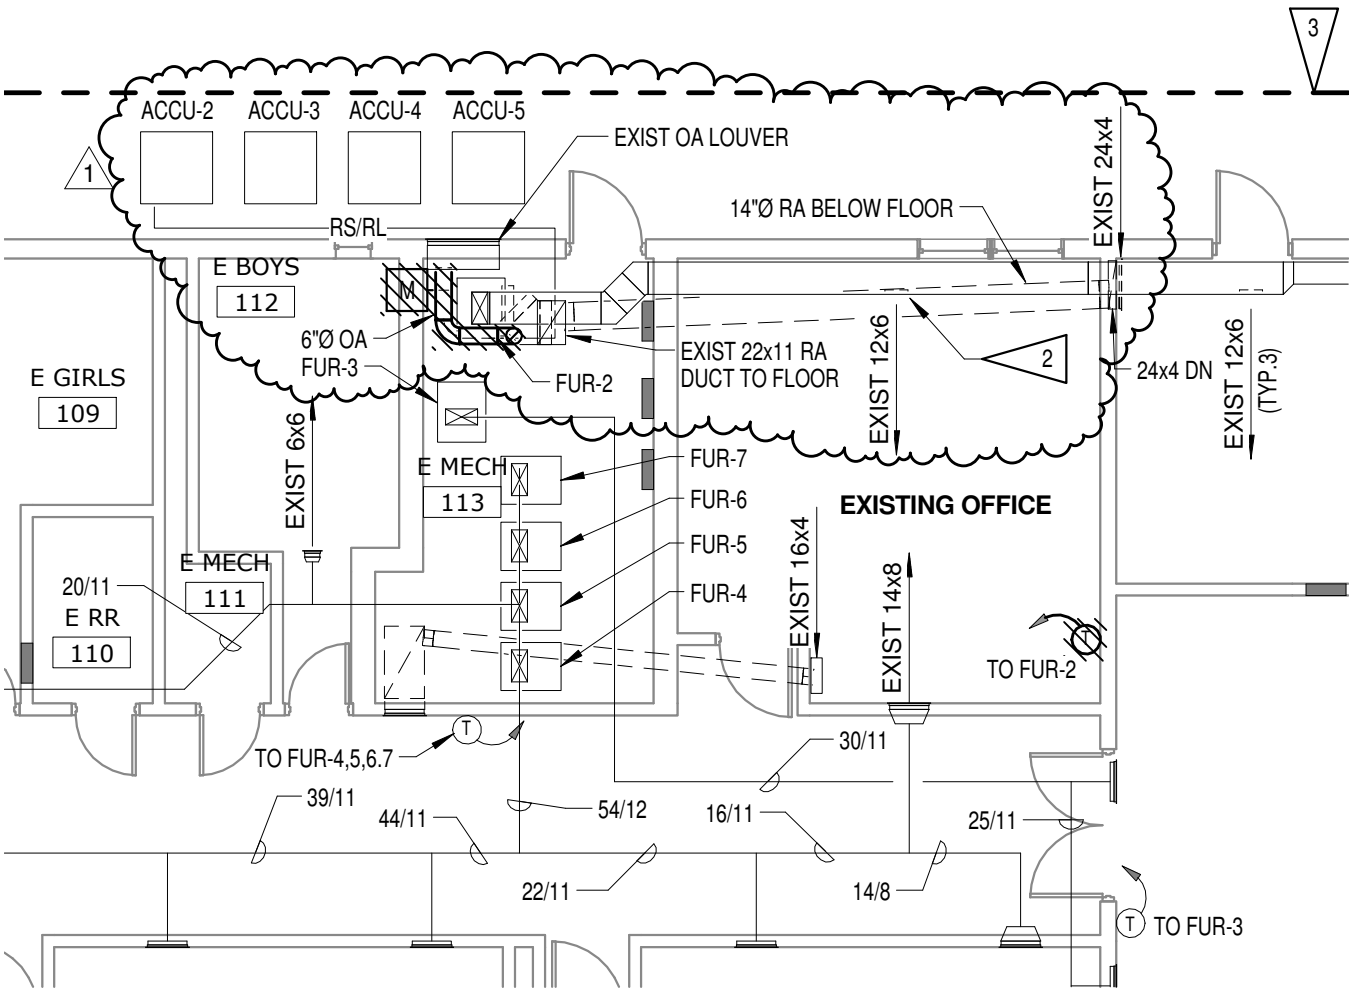 3
ACCU-2
ACCU-3
ACCU-4
ACCU-5
EXIST OA LOUVER
1
EXIST 24x4
14"Ø RA BELOW FLOOR
RS/RL
E BOYS
112
M
6"Ø OA
FUR-3
EXIST 22x11 RA
DUCT TO FLOOR
FUR-2
2
24x4 DN
EXIST 12x6
EXIST 12x6
(TYP.3)
E GIRLS
109
EXIST 6x6
E MECH
113
FUR-7
FUR-6
FUR-5
FUR-4
EXISTING OFFICE
EXIST 16x4
EXIST 14x8
E MECH
111
20/11
E RR
110
T
TO FUR-2
T
TO FUR-4,5,6.7
30/11
39/11
44/11
54/12
16/11
25/11
22/11
14/8
T
TO FUR-3